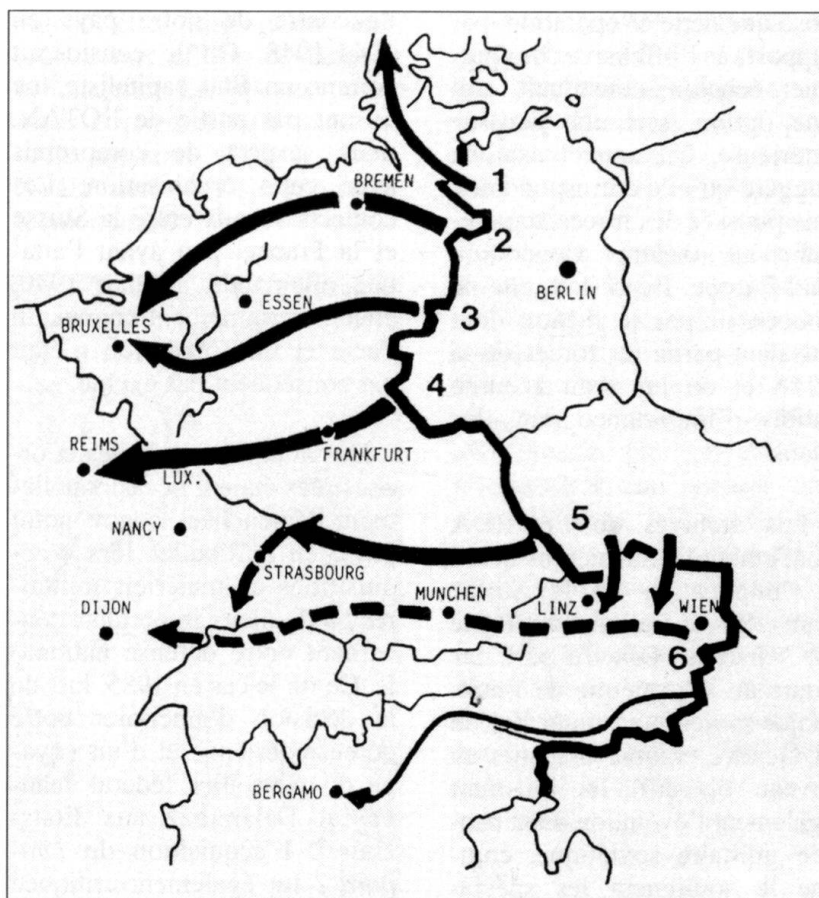 1
BREMEN
2
BERLIN
ESSEN
3
BRUXELLES
4
FRANKFURT
REIMS
LUX.
5
NANCY
STRASBOURG
MUNCHEN
LINZ
WIEN
DIJON
6
BERGAMO